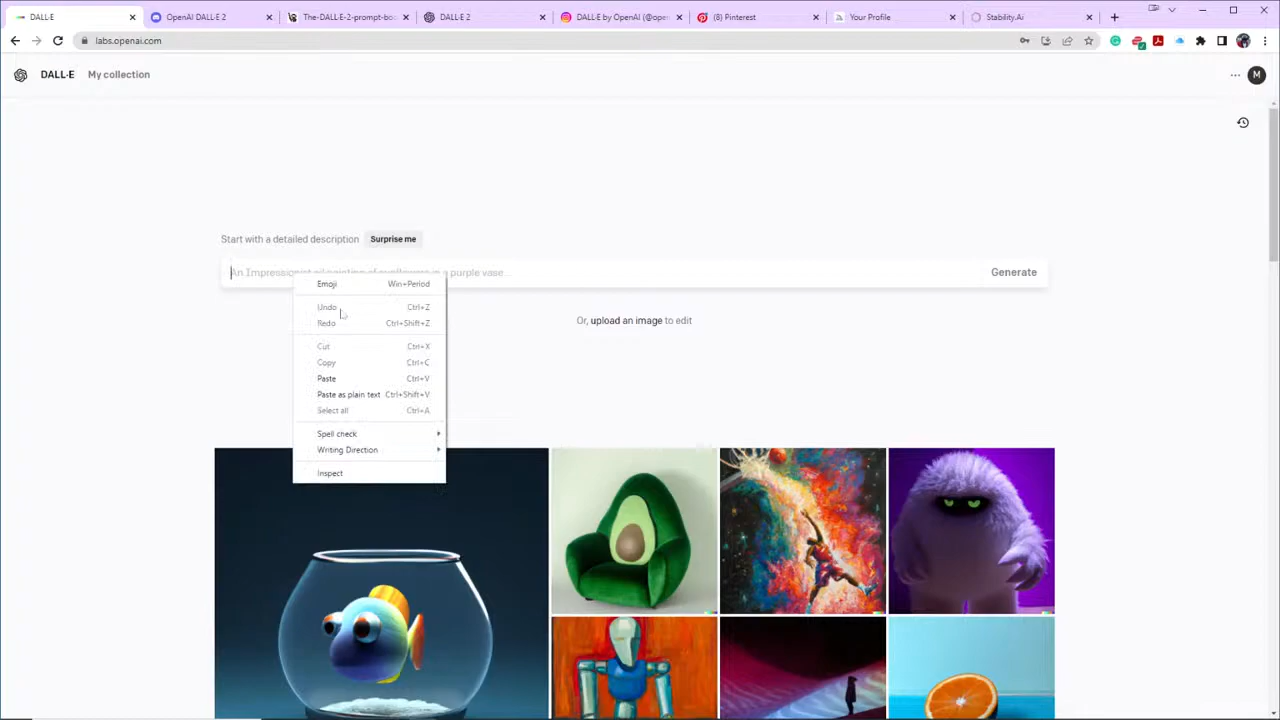 DALL·E
OpenAI DALL-E 2
The-DALL-E-2-prompt-bo
DALL·E 2
DALL·E by OpenAI (@open
(8) Pinterest
Your Profile
Stability.Ai
labs.openai.com
DALL·E My collection
M
Start with a detailed description Surprise me
An Impressionist oil painting of sunflowers in a purple vase… Generate
Emoji Win+Period
Undo Ctrl+Z
Redo Ctrl+Shift+Z
Cut Ctrl+X
Copy Ctrl+C
Paste Ctrl+V
Paste as plain text Ctrl+Shift+V
Select all Ctrl+A
Spell check
Writing Direction
Inspect
Or, upload an image to edit